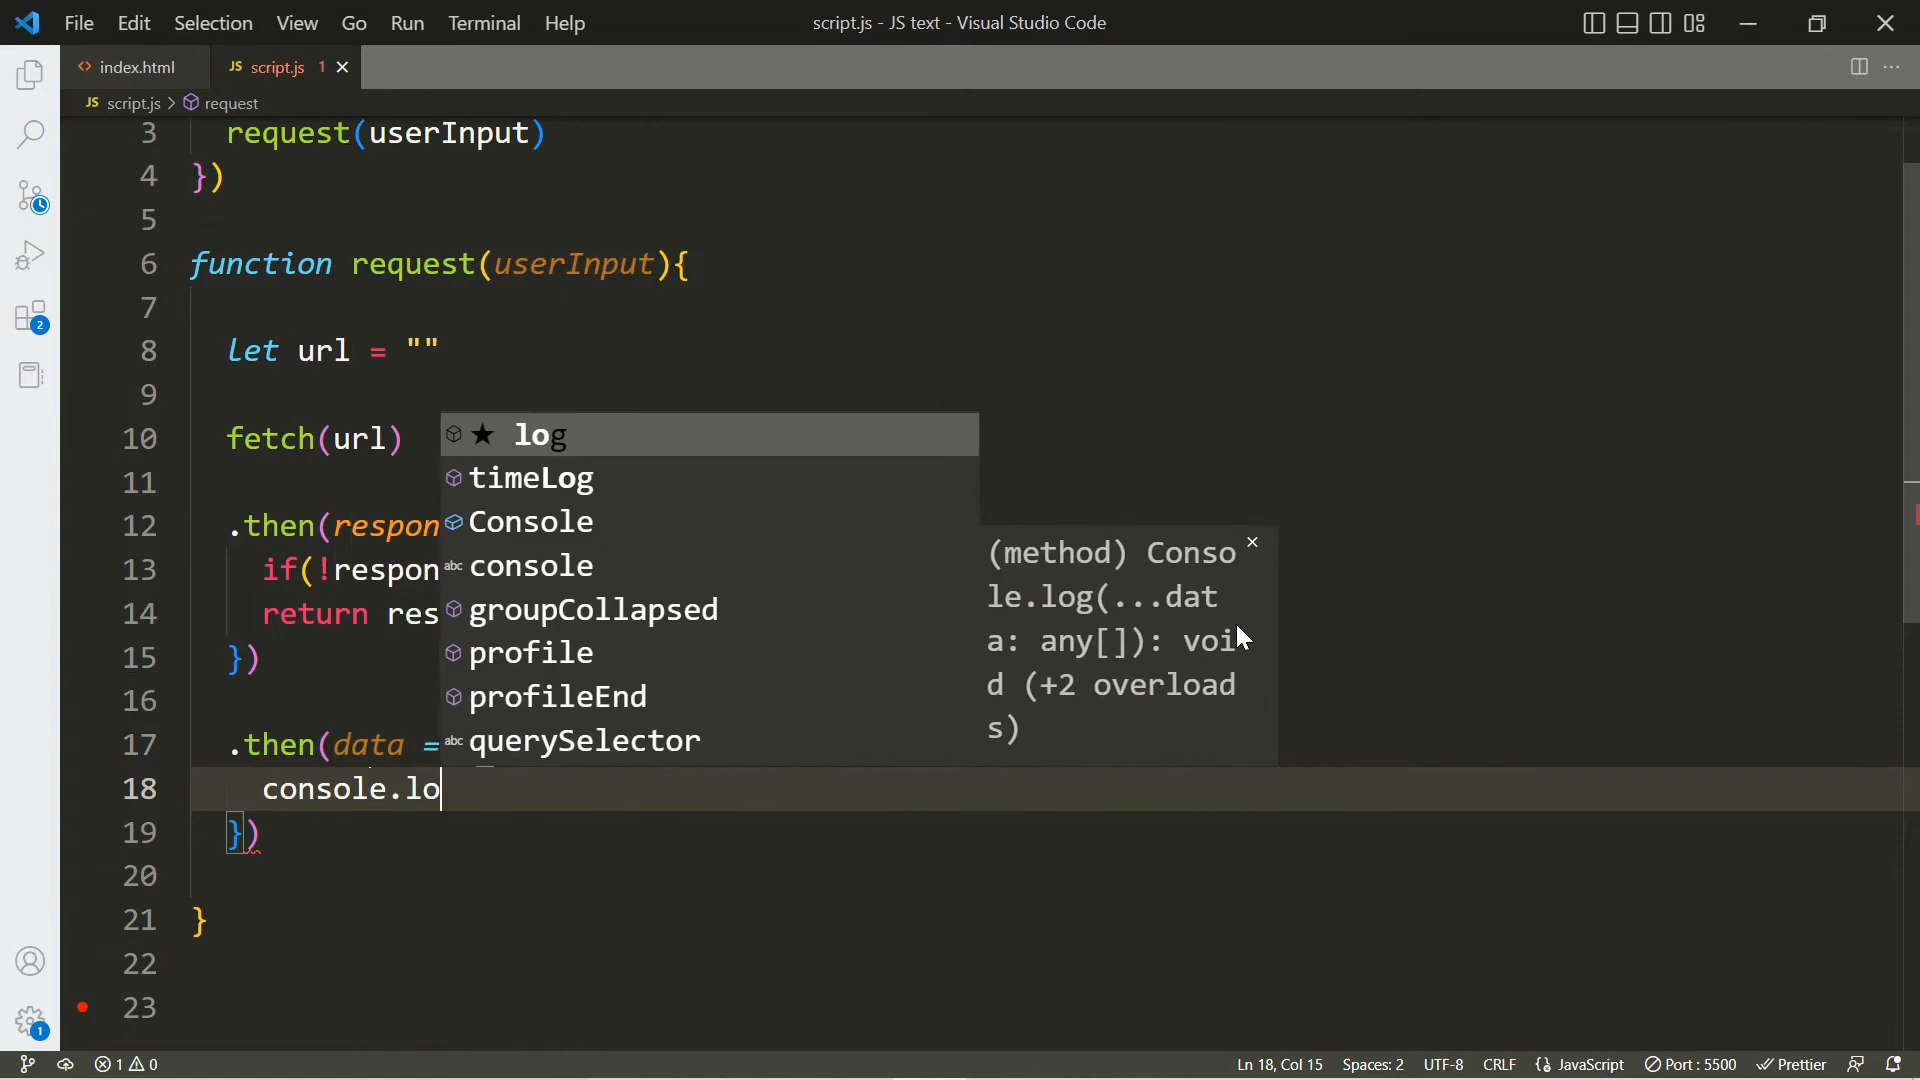 File Edit Selection View Go Run Terminal Help
script.js - JS text - Visual Studio Code
index.html
JS script.js 1
JS script.js > request
3 request(userInput)
4 })
5
6 function request(userInput){
7
8 let url = ""
9
10 fetch(url)
11
12 .then(respon
13 if(!respon
14 return res
15 })
16
17 .then(data =
18 console.lo
19 })
20
21 }
22
23
★ log
timeLog
Console
abc console
groupCollapsed
profile
profileEnd
abc querySelector
(method) Conso
le.log(...dat
a: any[]): voi
d (+2 overload
s)
2
1
1 0
Ln 18, Col 15 Spaces: 2 UTF-8 CRLF {} JavaScript Port : 5500 Prettier